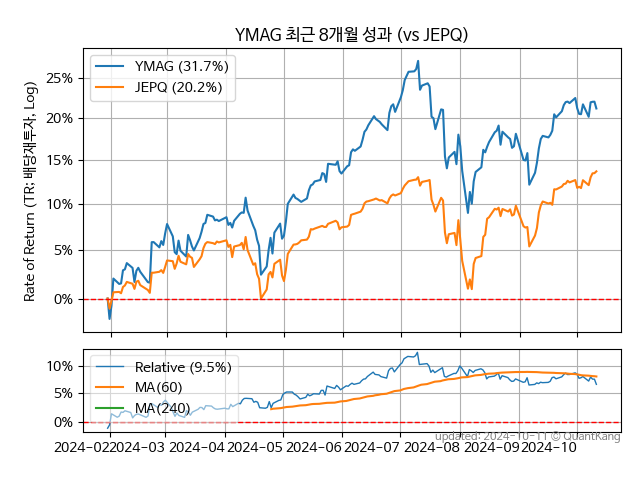 YMAG 최근 8개월 성과 (vs JEPQ)
Rate of Return (TR: 배당재투자, Log)
25%
20%
15%
10%
5%
0%
YMAG (31.7%)
JEPQ (20.2%)
10%
5%
0%
Relative (9.5%)
MA(60)
MA(240)
2024-02
2024-03
2024-04
2024-05
2024-06
2024-07
2024-08
2024-09
2024-10
updated: 2024-10-11 © QuantKang